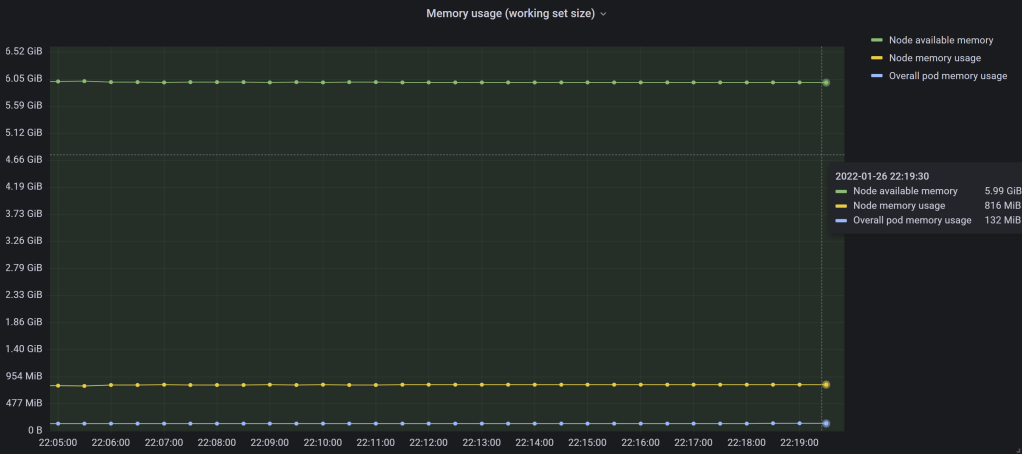 Memory usage (working set size)
6.52 GiB
6.05 GiB
5.59 GiB
5.12 GiB
4.66 GiB
4.19 GiB
3.73 GiB
3.26 GiB
2.79 GiB
2.33 GiB
1.86 GiB
1.40 GiB
954 MiB
477 MiB
0 B
22:05:00 22:06:00 22:07:00 22:08:00 22:09:00 22:10:00 22:11:00 22:12:00 22:13:00 22:14:00 22:15:00 22:16:00 22:17:00 22:18:00 22:19:00
Node available memory
Node memory usage
Overall pod memory usage
2022-01-26 22:19:30
Node available memory 5.99 GiB
Node memory usage 816 MiB
Overall pod memory usage 132 MiB